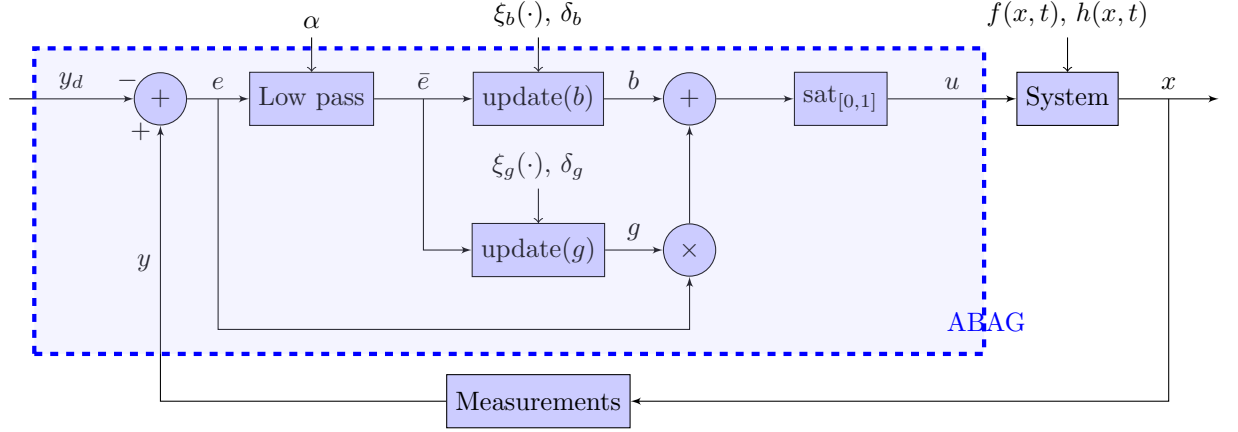 ξ_b(·), δ_b
f(x, t), h(x, t)
α
y_d
−
+
+
e
Low pass
ē
update(b)
b
+
sat_[0,1]
u
System
x
ξ_g(·), δ_g
y
update(g)
g
×
ABAG
Measurements